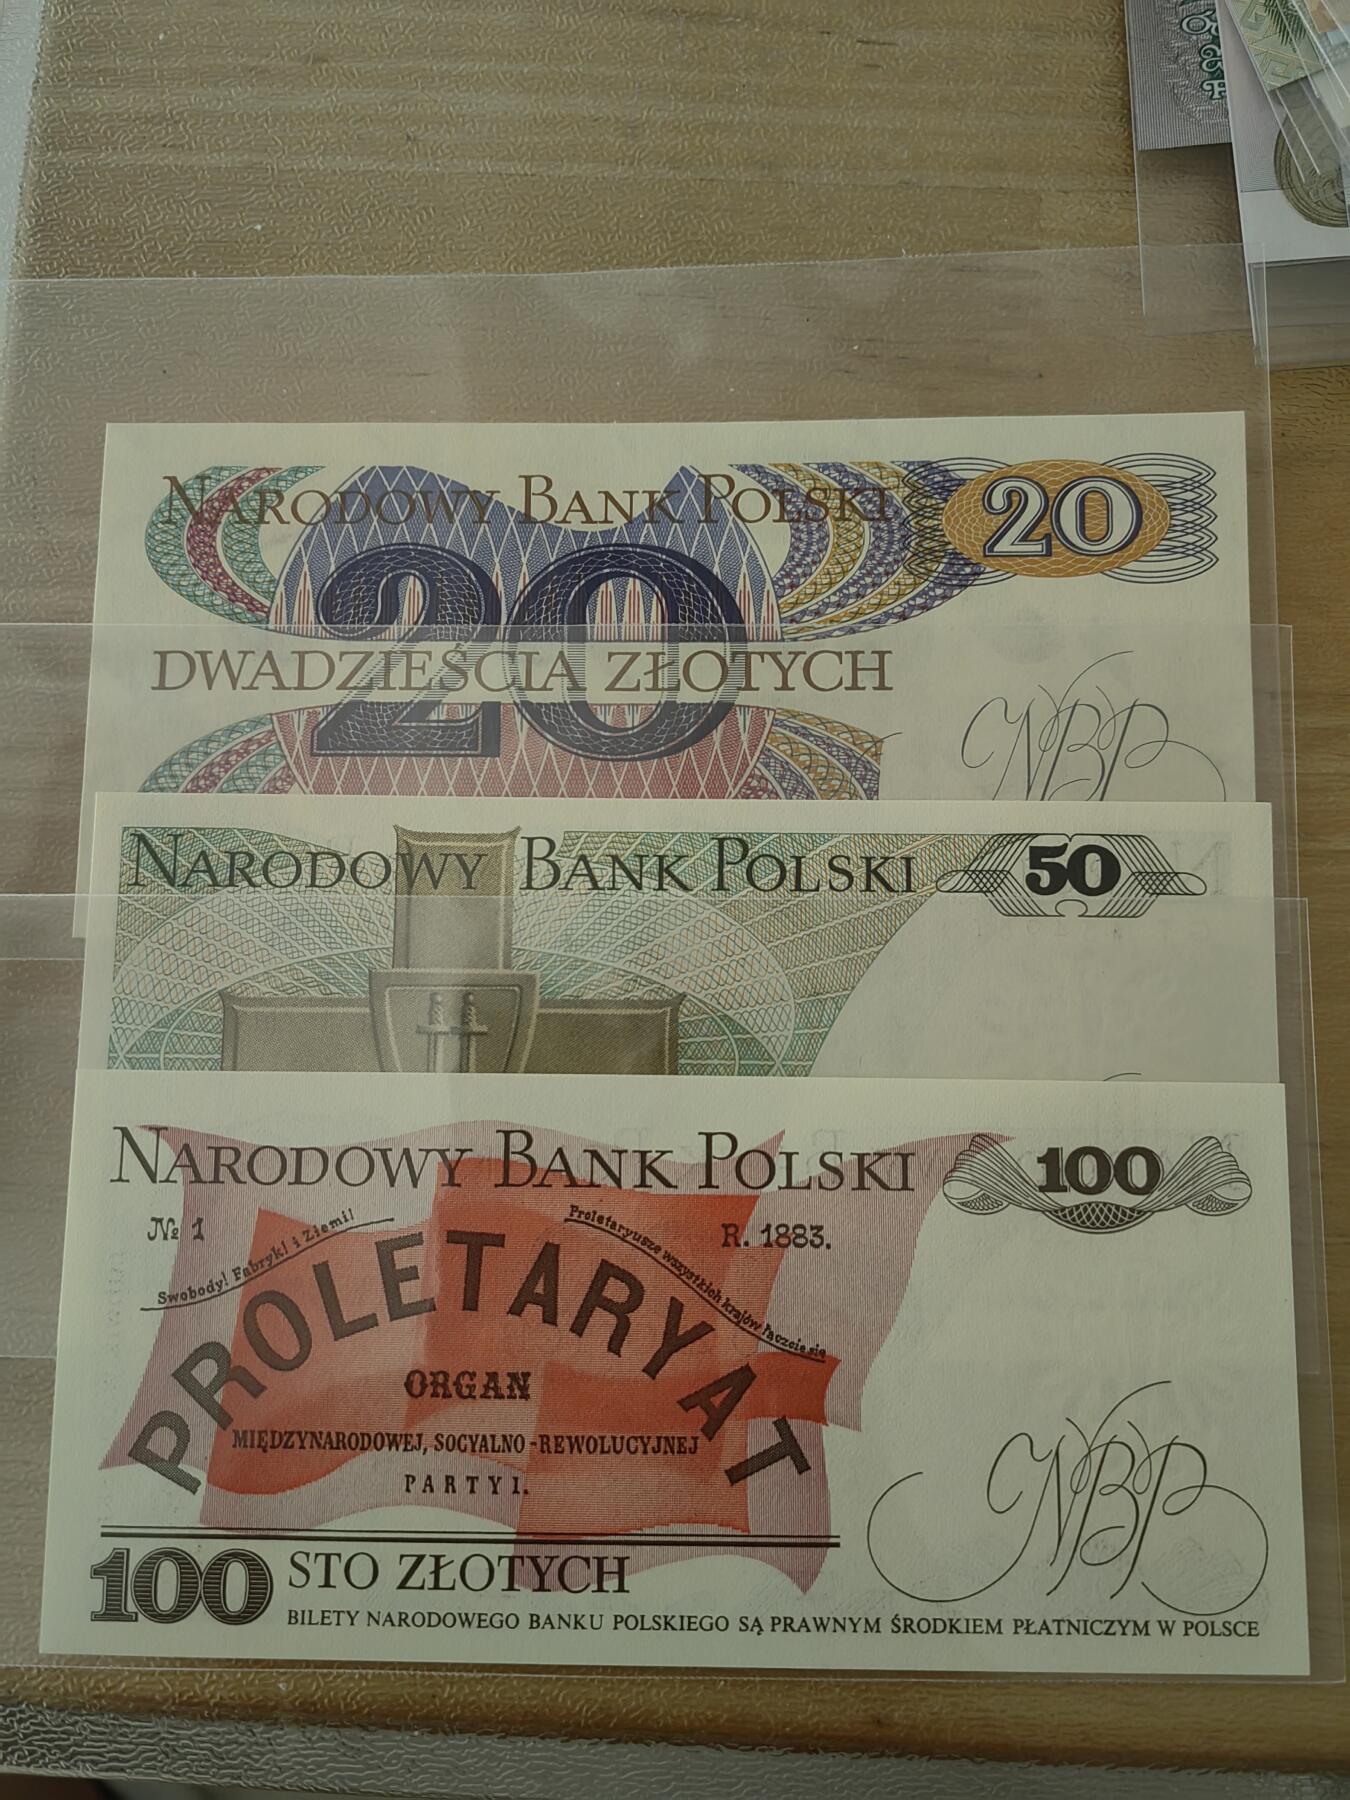 NARODOWY BANK POLSKI
20
20
DWADZIEŚCIA ZŁOTYCH
NBP
NARODOWY BANK POLSKI
50
NARODOWY BANK POLSKI
100
№ 1
R. 1883.
Swobody! Fabryk! i Ziemi!
Proletaryusze wszystkich krajów łączcie się
PROLETARYAT
ORGAN
MIĘDZYNARODOWEJ, SOCYALNO-REWOLUCYJNEJ
PARTYI.
NBP
100
STO ZŁOTYCH
BILETY NARODOWEGO BANKU POLSKIEGO SĄ PRAWNYM ŚRODKIEM PŁATNICZYM W POLSCE